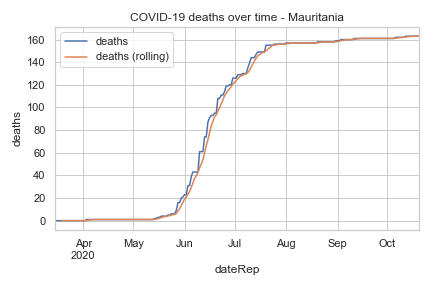 COVID-19 deaths over time - Mauritania
deaths
deaths (rolling)
160
140
120
100
80
60
40
20
0
deaths
Apr
2020
May
Jun
Jul
Aug
Sep
Oct
dateRep